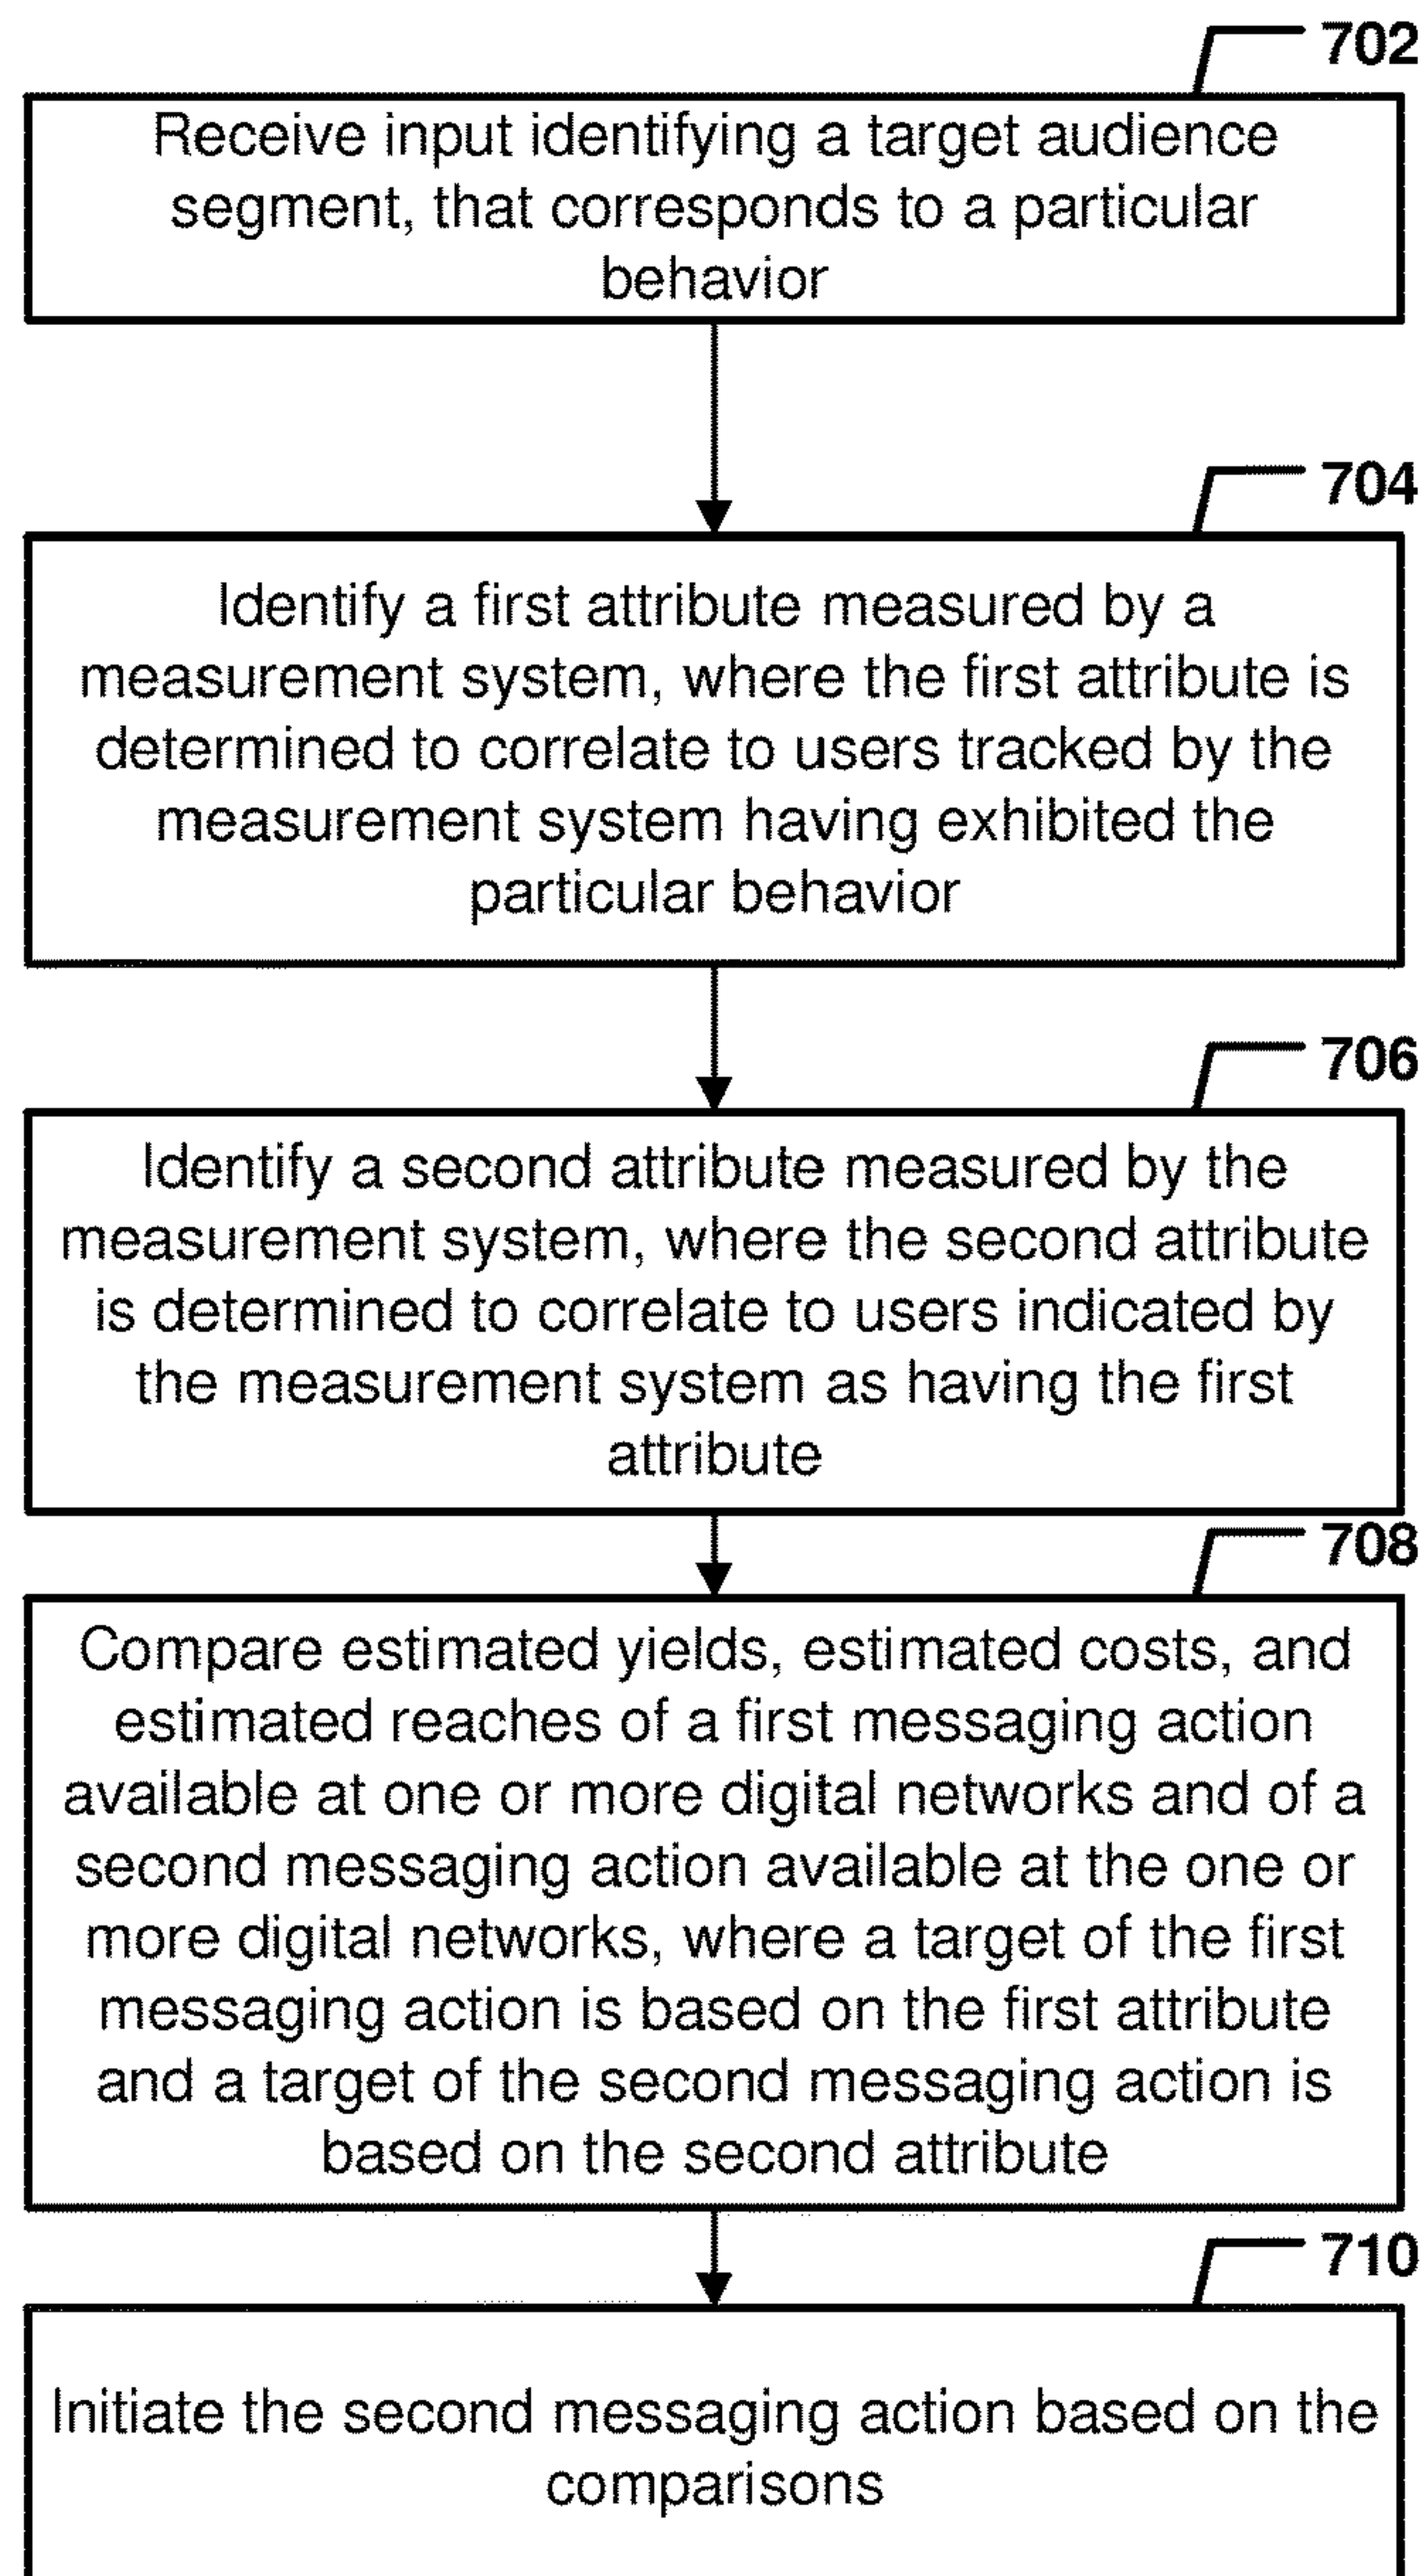 702
Receive input identifying a target audience
segment, that corresponds to a particular
behavior
704
Identify a first attribute measured by a
measurement system, where the first attribute is
determined to correlate to users tracked by the
measurement system having exhibited the
particular behavior
706
Identify a second attribute measured by the
measurement system, where the second attribute
is determined to correlate to users indicated by
the measurement system as having the first
attribute
708
Compare estimated yields, estimated costs, and
estimated reaches of a first messaging action
available at one or more digital networks and of a
second messaging action available at the one or
more digital networks, where a target of the first
messaging action is based on the first attribute
and a target of the second messaging action is
based on the second attribute
710
Initiate the second messaging action based on the
comparisons